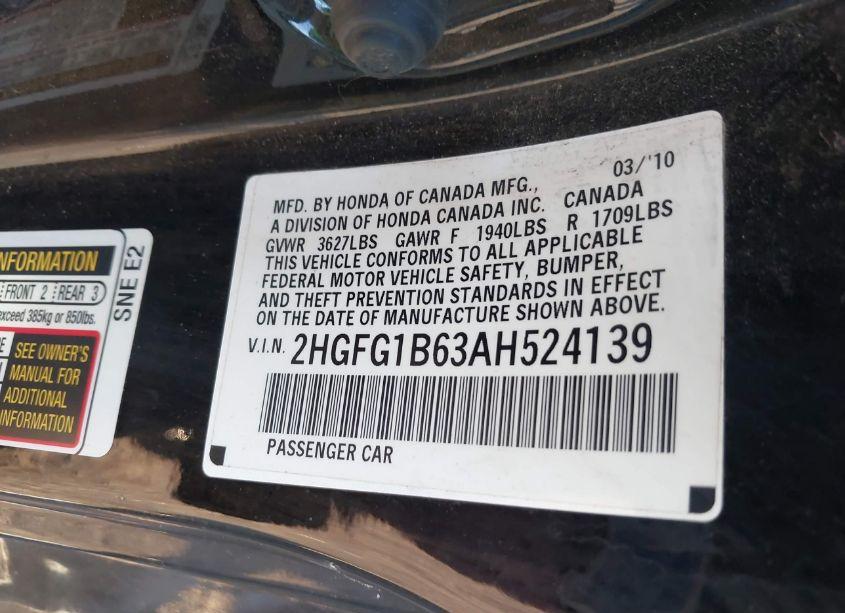 03/'10
MFD. BY HONDA OF CANADA MFG.,
A DIVISION OF HONDA CANADA INC. CANADA
GVWR 3627LBS GAWR F 1940LBS R 1709LBS
THIS VEHICLE CONFORMS TO ALL APPLICABLE
FEDERAL MOTOR VEHICLE SAFETY, BUMPER,
AND THEFT PREVENTION STANDARDS IN EFFECT
ON THE DATE OF MANUFACTURE SHOWN ABOVE.
V.I.N. 2HGFG1B63AH524139
PASSENGER CAR
NFORMATION
FRONT 2 REAR 3
exceed 385kg or 850lbs.
SEE OWNER'S
MANUAL FOR
ADDITIONAL
INFORMATION
SNE E2